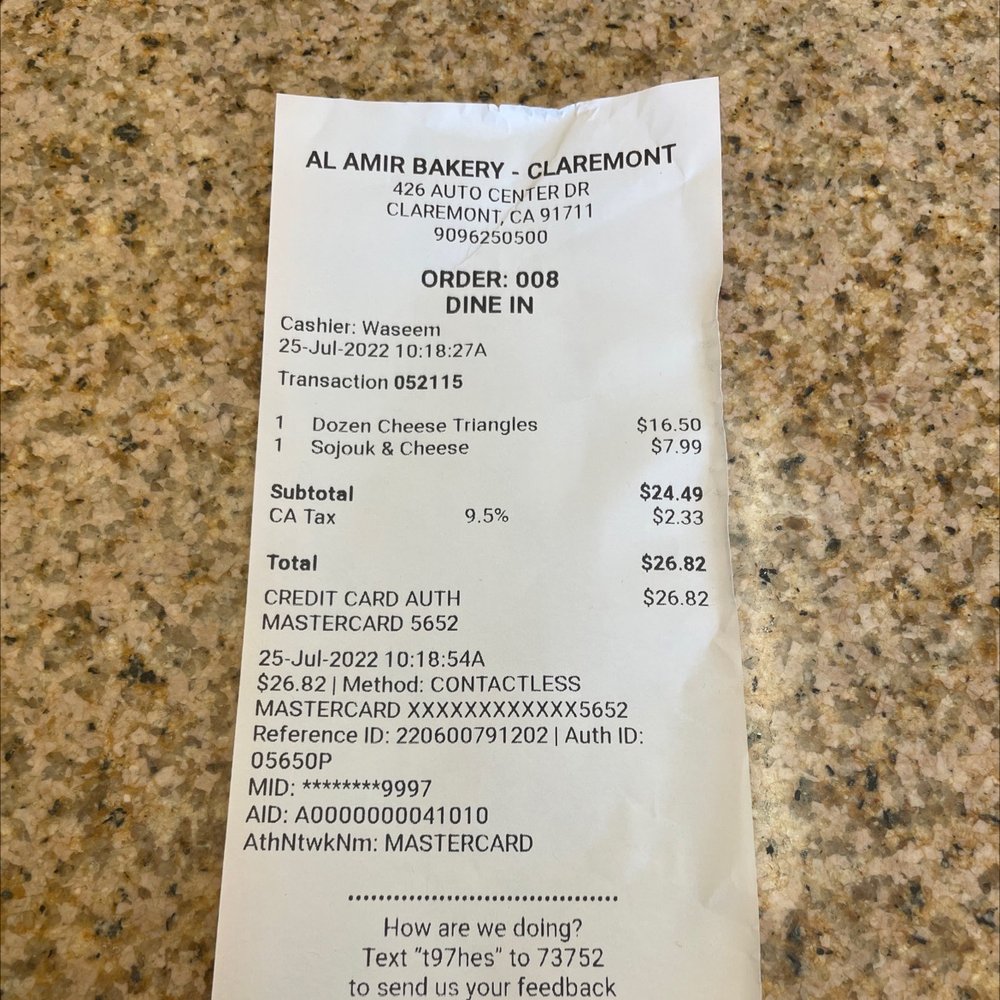 AL AMIR BAKERY - CLAREMONT
426 AUTO CENTER DR
CLAREMONT, CA 91711
9096250500
ORDER: 008
DINE IN
Cashier: Waseem
25-Jul-2022 10:18:27A
Transaction 052115
1 Dozen Cheese Triangles $16.50
1 Sojouk & Cheese $7.99
Subtotal $24.49
CA Tax 9.5% $2.33
Total $26.82
CREDIT CARD AUTH $26.82
MASTERCARD 5652
25-Jul-2022 10:18:54A
$26.82 | Method: CONTACTLESS
MASTERCARD XXXXXXXXXXXX5652
Reference ID: 220600791202 | Auth ID:
05650P
MID: ********9997
AID: A0000000041010
AthNtwkNm: MASTERCARD
How are we doing?
Text "t97hes" to 73752
to send us your feedback